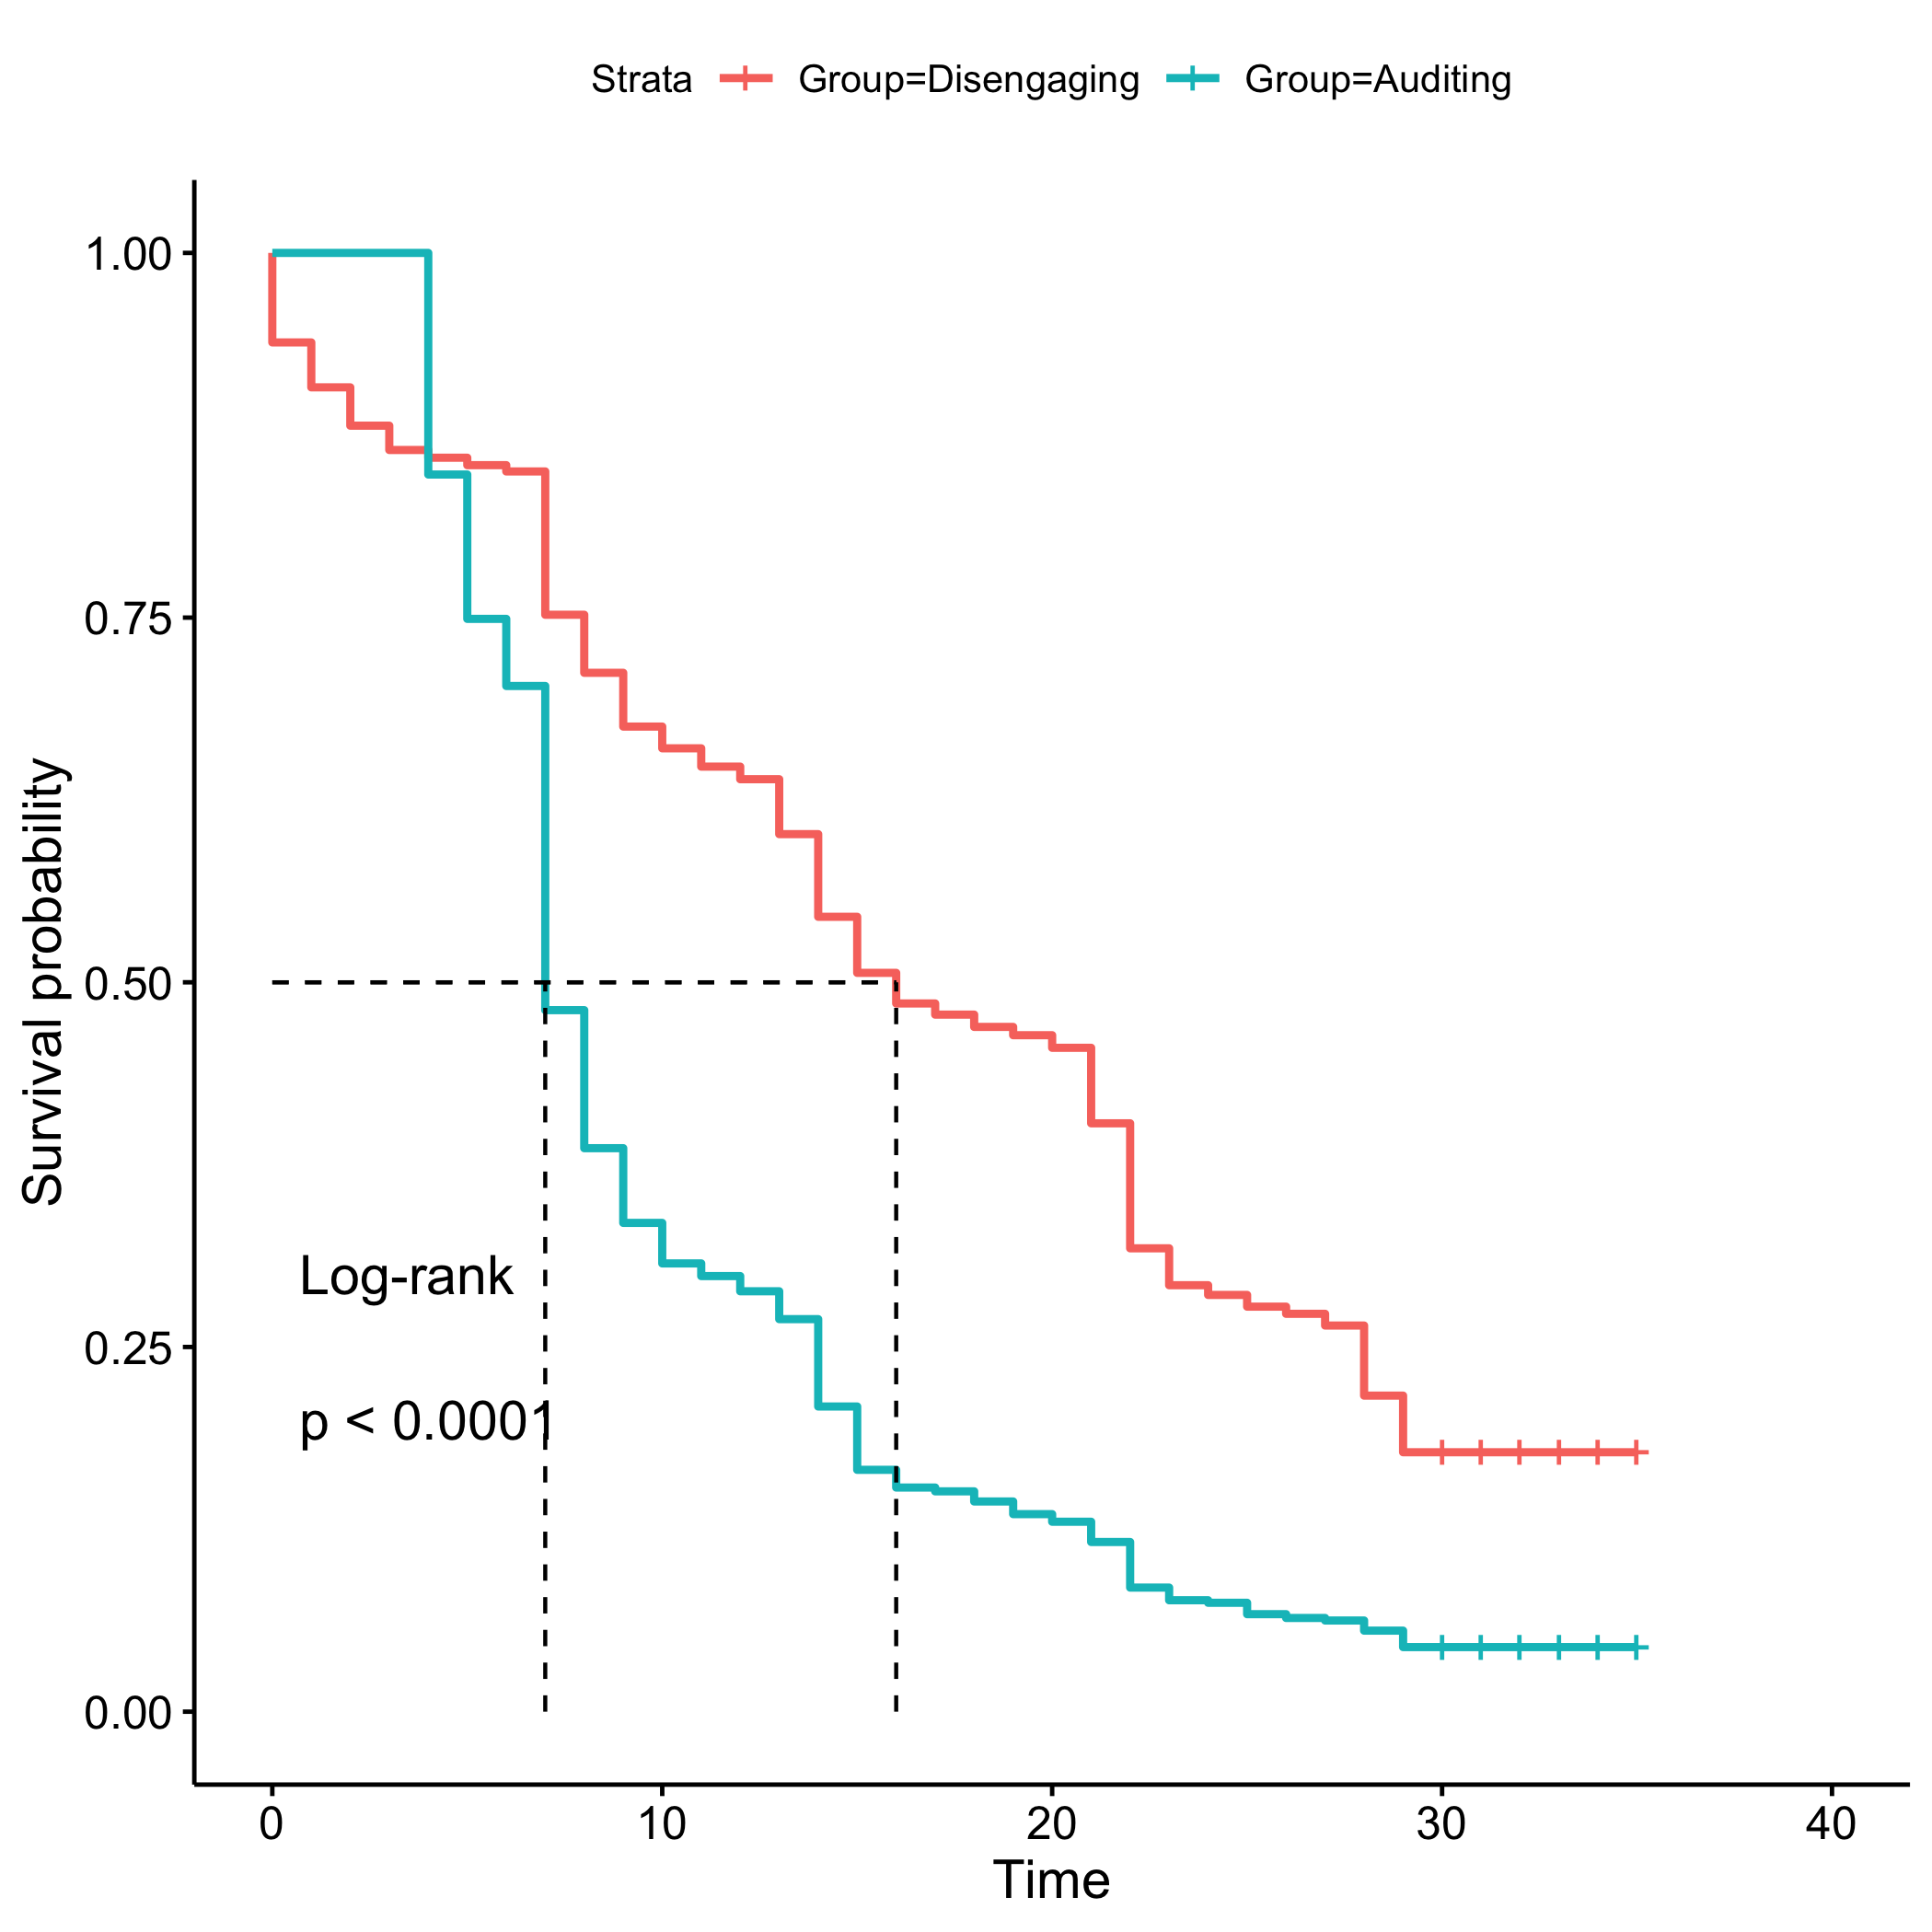 Strata Group=Disengaging Group=Auditing
1.00
0.75
0.50
0.25
0.00
Survival probability
Log-rank
p < 0.0001
0 10 20 30 40
Time